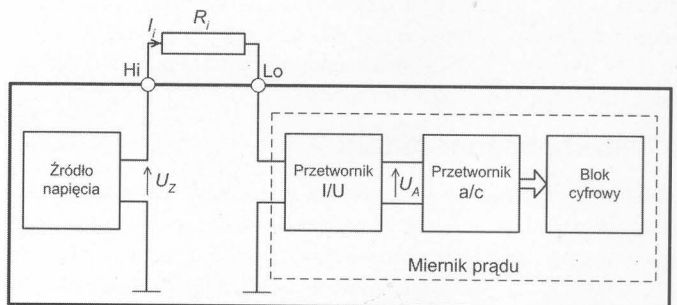 I_i
R_i
Hi
Lo
Źródło
napięcia
U_Z
Przetwornik
I/U
U_A
Przetwornik
a/c
Blok
cyfrowy
Miernik prądu